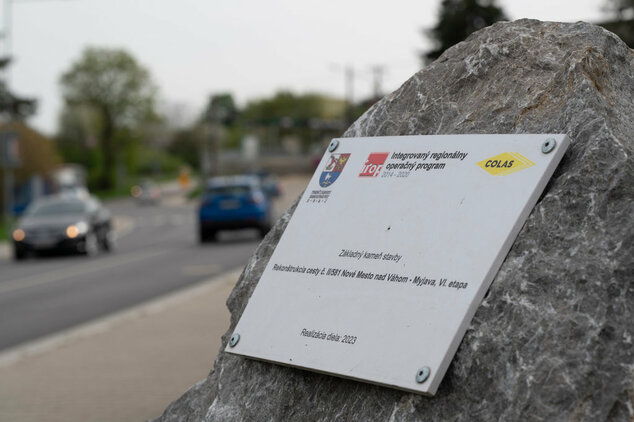 irop
Integrovaný regionálny
operačný program
2014 - 2020
COLAS
Základný kameň stavby
Rekonštrukcia cesty č. II/581 Nové Mesto nad Váhom - Myjava, VI. etapa
Realizácia diela: 2023